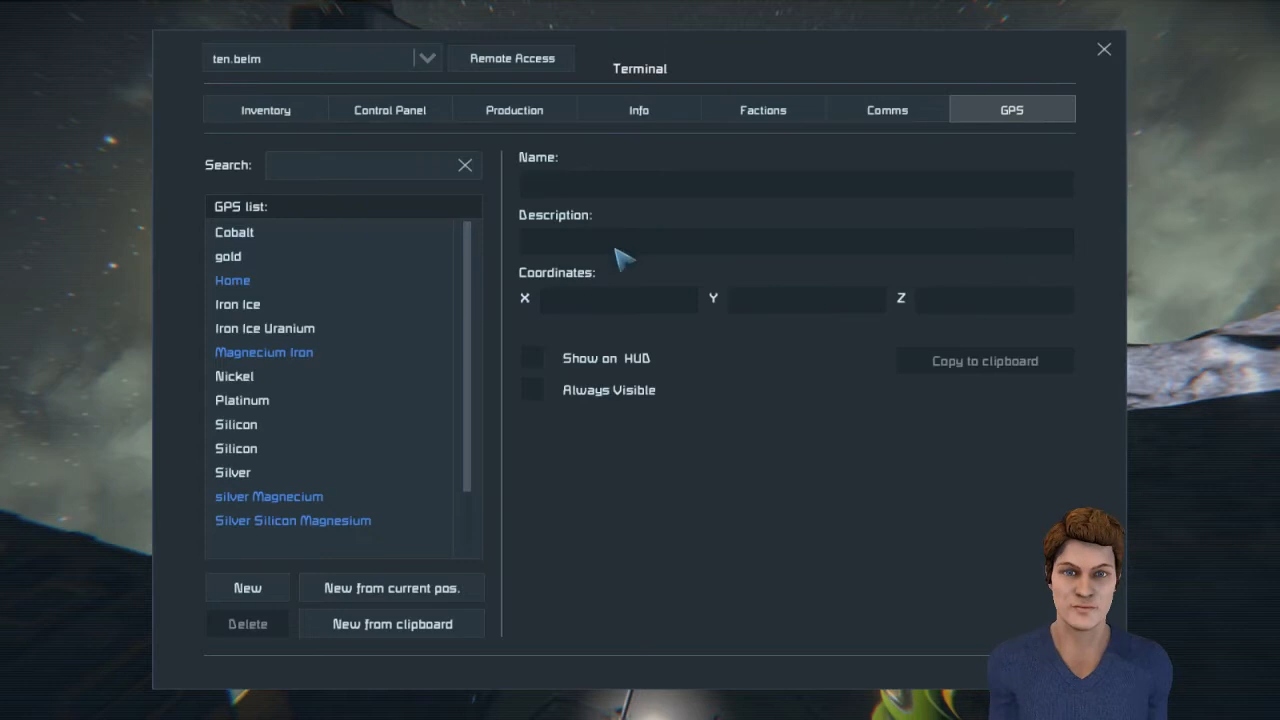 ten.belm
Remote Access
Terminal
Inventory
Control Panel
Production
Info
Factions
Comms
GPS
Search:
GPS list:
Cobalt
gold
Home
Iron Ice
Iron Ice Uranium
Magnecium Iron
Nickel
Platinum
Silicon
Silicon
Silver
silver Magnecium
Silver Silicon Magnesium
New
New from current pos.
Delete
New from clipboard
Name:
Description:
Coordinates:
X
Y
Z
Show on HUD
Copy to clipboard
Always Visible